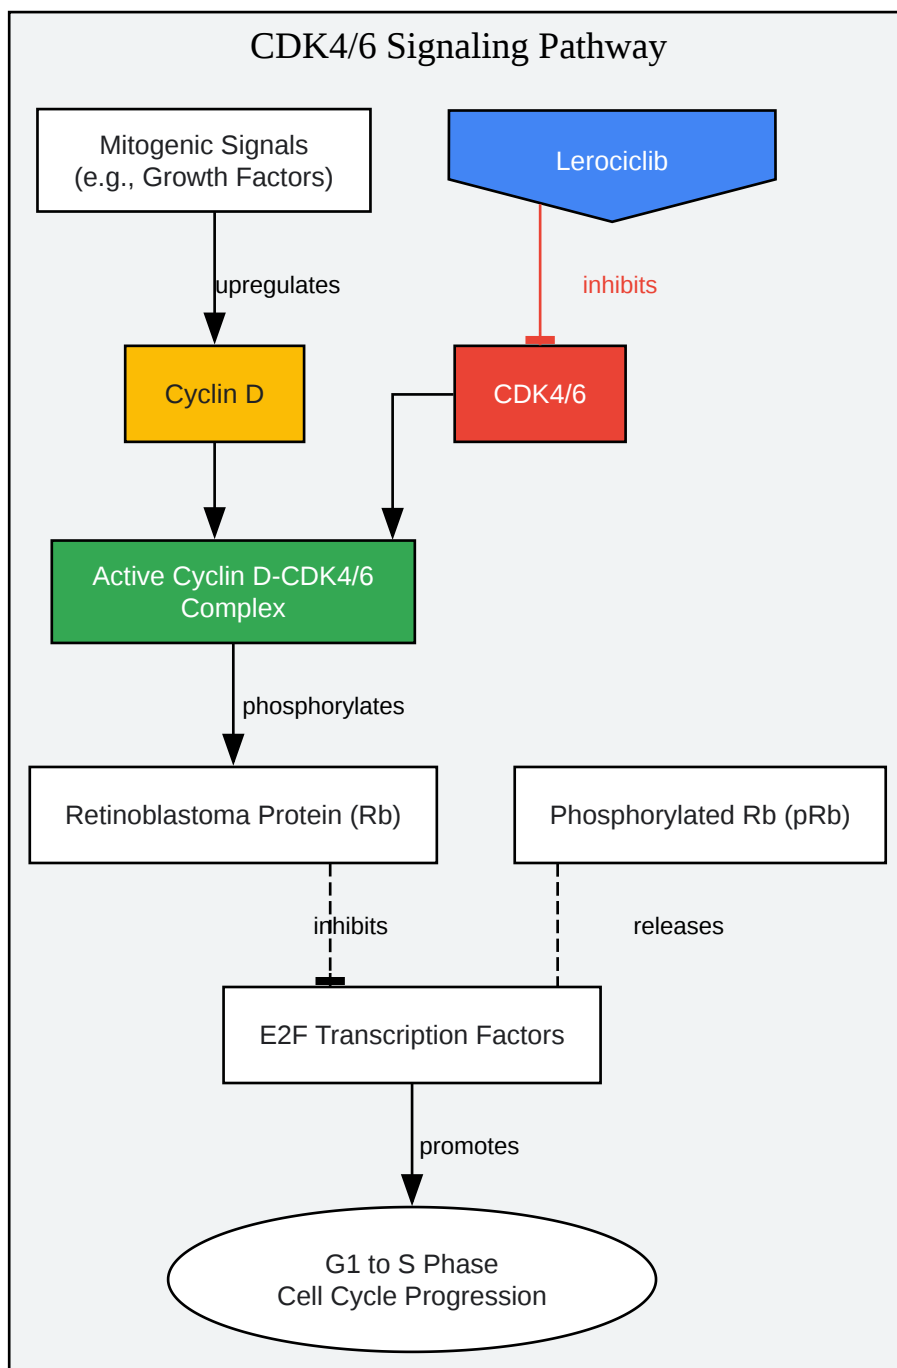 CDK4/6 Signaling Pathway
Mitogenic Signals
(e.g., Growth Factors)
Lerociclib
upregulates
inhibits
Cyclin D
CDK4/6
Active Cyclin D-CDK4/6
Complex
phosphorylates
Retinoblastoma Protein (Rb)
Phosphorylated Rb (pRb)
inhibits
releases
E2F Transcription Factors
promotes
G1 to S Phase
Cell Cycle Progression